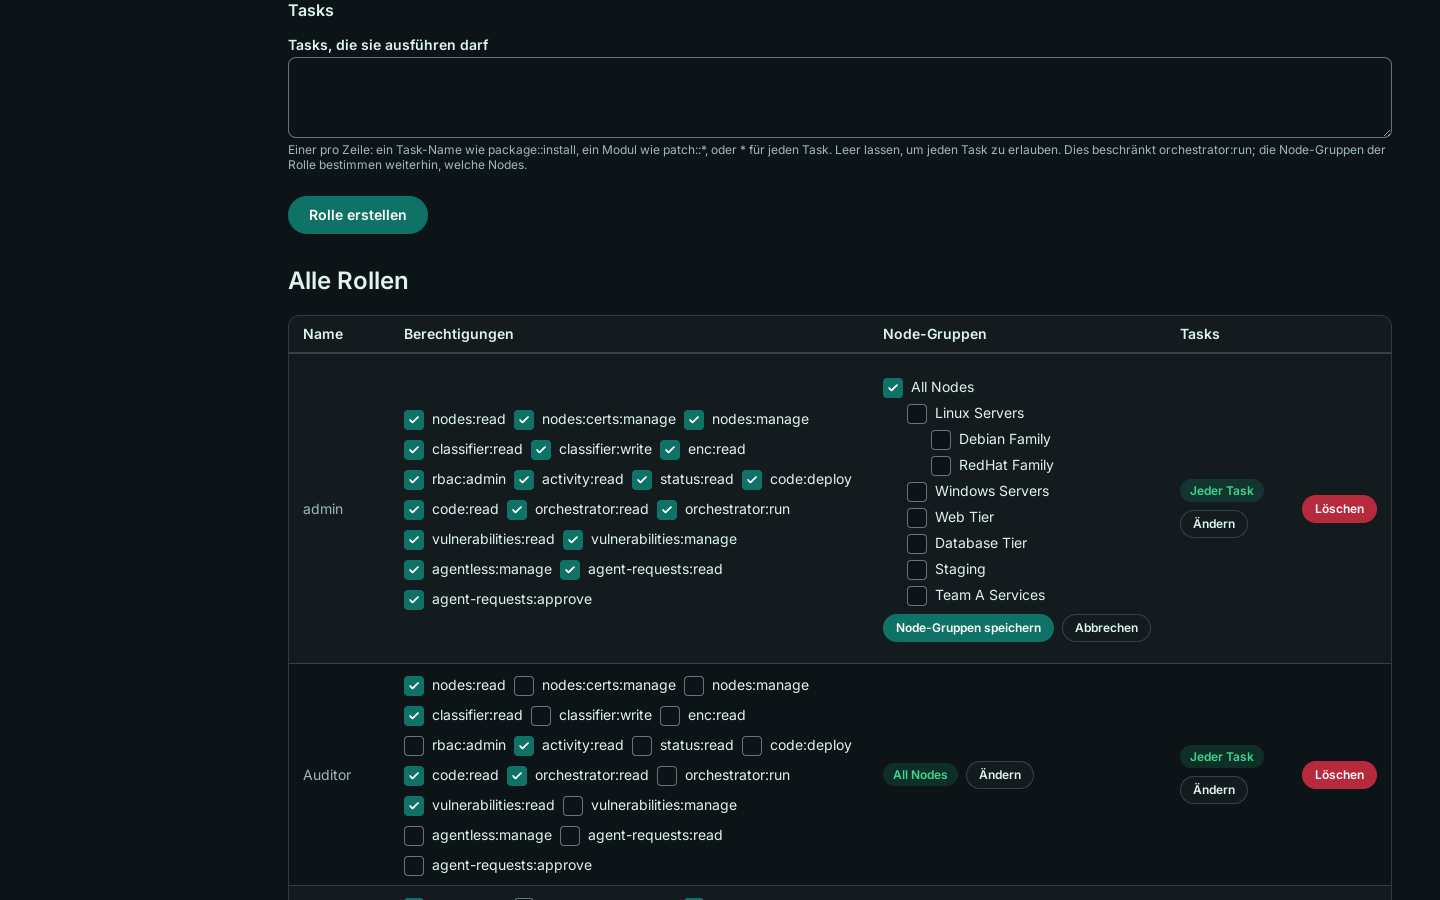 Tasks
Tasks, die sie ausführen darf
Einer pro Zeile: ein Task-Name wie package::install, ein Modul wie patch::*, oder * für jeden Task. Leer lassen, um jeden Task zu erlauben. Dies beschränkt orchestrator:run; die Node-Gruppen der
Rolle bestimmen weiterhin, welche Nodes.
Rolle erstellen
Alle Rollen
Name Berechtigungen Node-Gruppen Tasks
admin
nodes:read nodes:certs:manage nodes:manage
classifier:read classifier:write enc:read
rbac:admin activity:read status:read code:deploy
code:read orchestrator:read orchestrator:run
vulnerabilities:read vulnerabilities:manage
agentless:manage agent-requests:read
agent-requests:approve
All Nodes
Linux Servers
Debian Family
RedHat Family
Windows Servers
Web Tier
Database Tier
Staging
Team A Services
Node-Gruppen speichern Abbrechen
Jeder Task
Ändern
Löschen
Auditor
nodes:read nodes:certs:manage nodes:manage
classifier:read classifier:write enc:read
rbac:admin activity:read status:read code:deploy
code:read orchestrator:read orchestrator:run
vulnerabilities:read vulnerabilities:manage
agentless:manage agent-requests:read
agent-requests:approve
All Nodes Ändern
Jeder Task
Ändern
Löschen